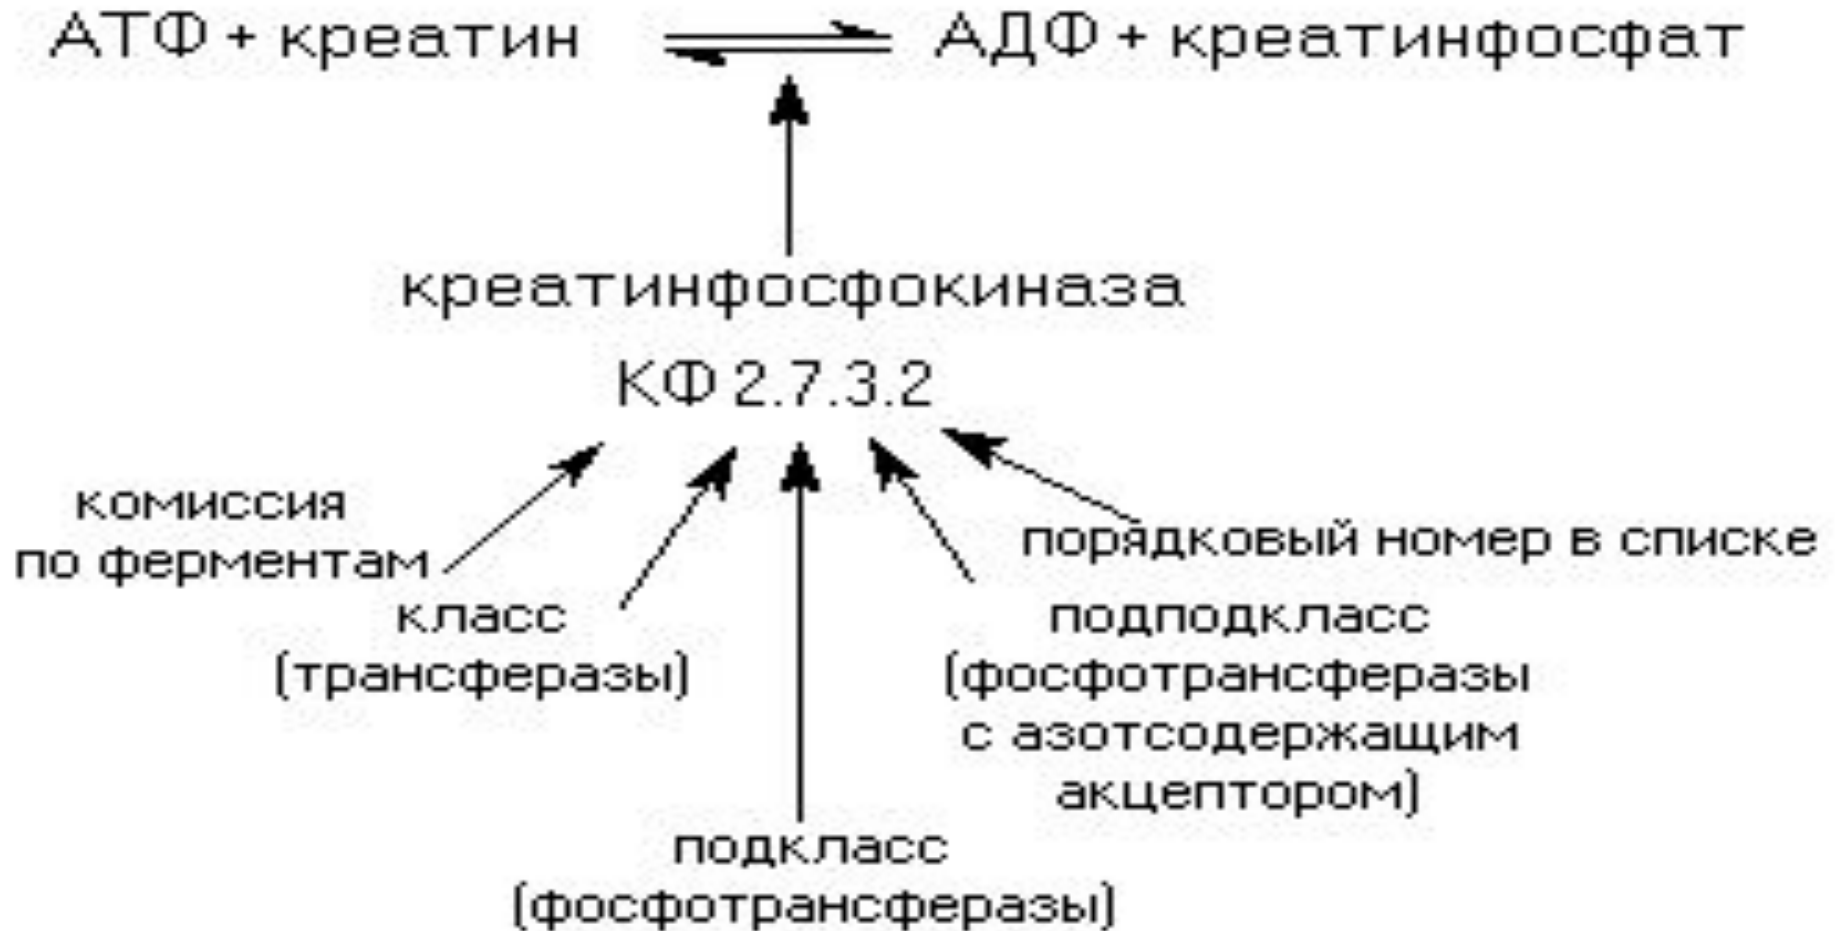 АТФ + креатин ⇌ АДФ + креатинфосфат
креатинфосфокиназа
КФ 2.7.3.2
комиссия
по ферментам
класс
(трансферазы)
порядковый номер в списке
подподкласс
(фосфотрансферазы
с азотсодержащим
акцептором)
подкласс
(фосфотрансферазы)